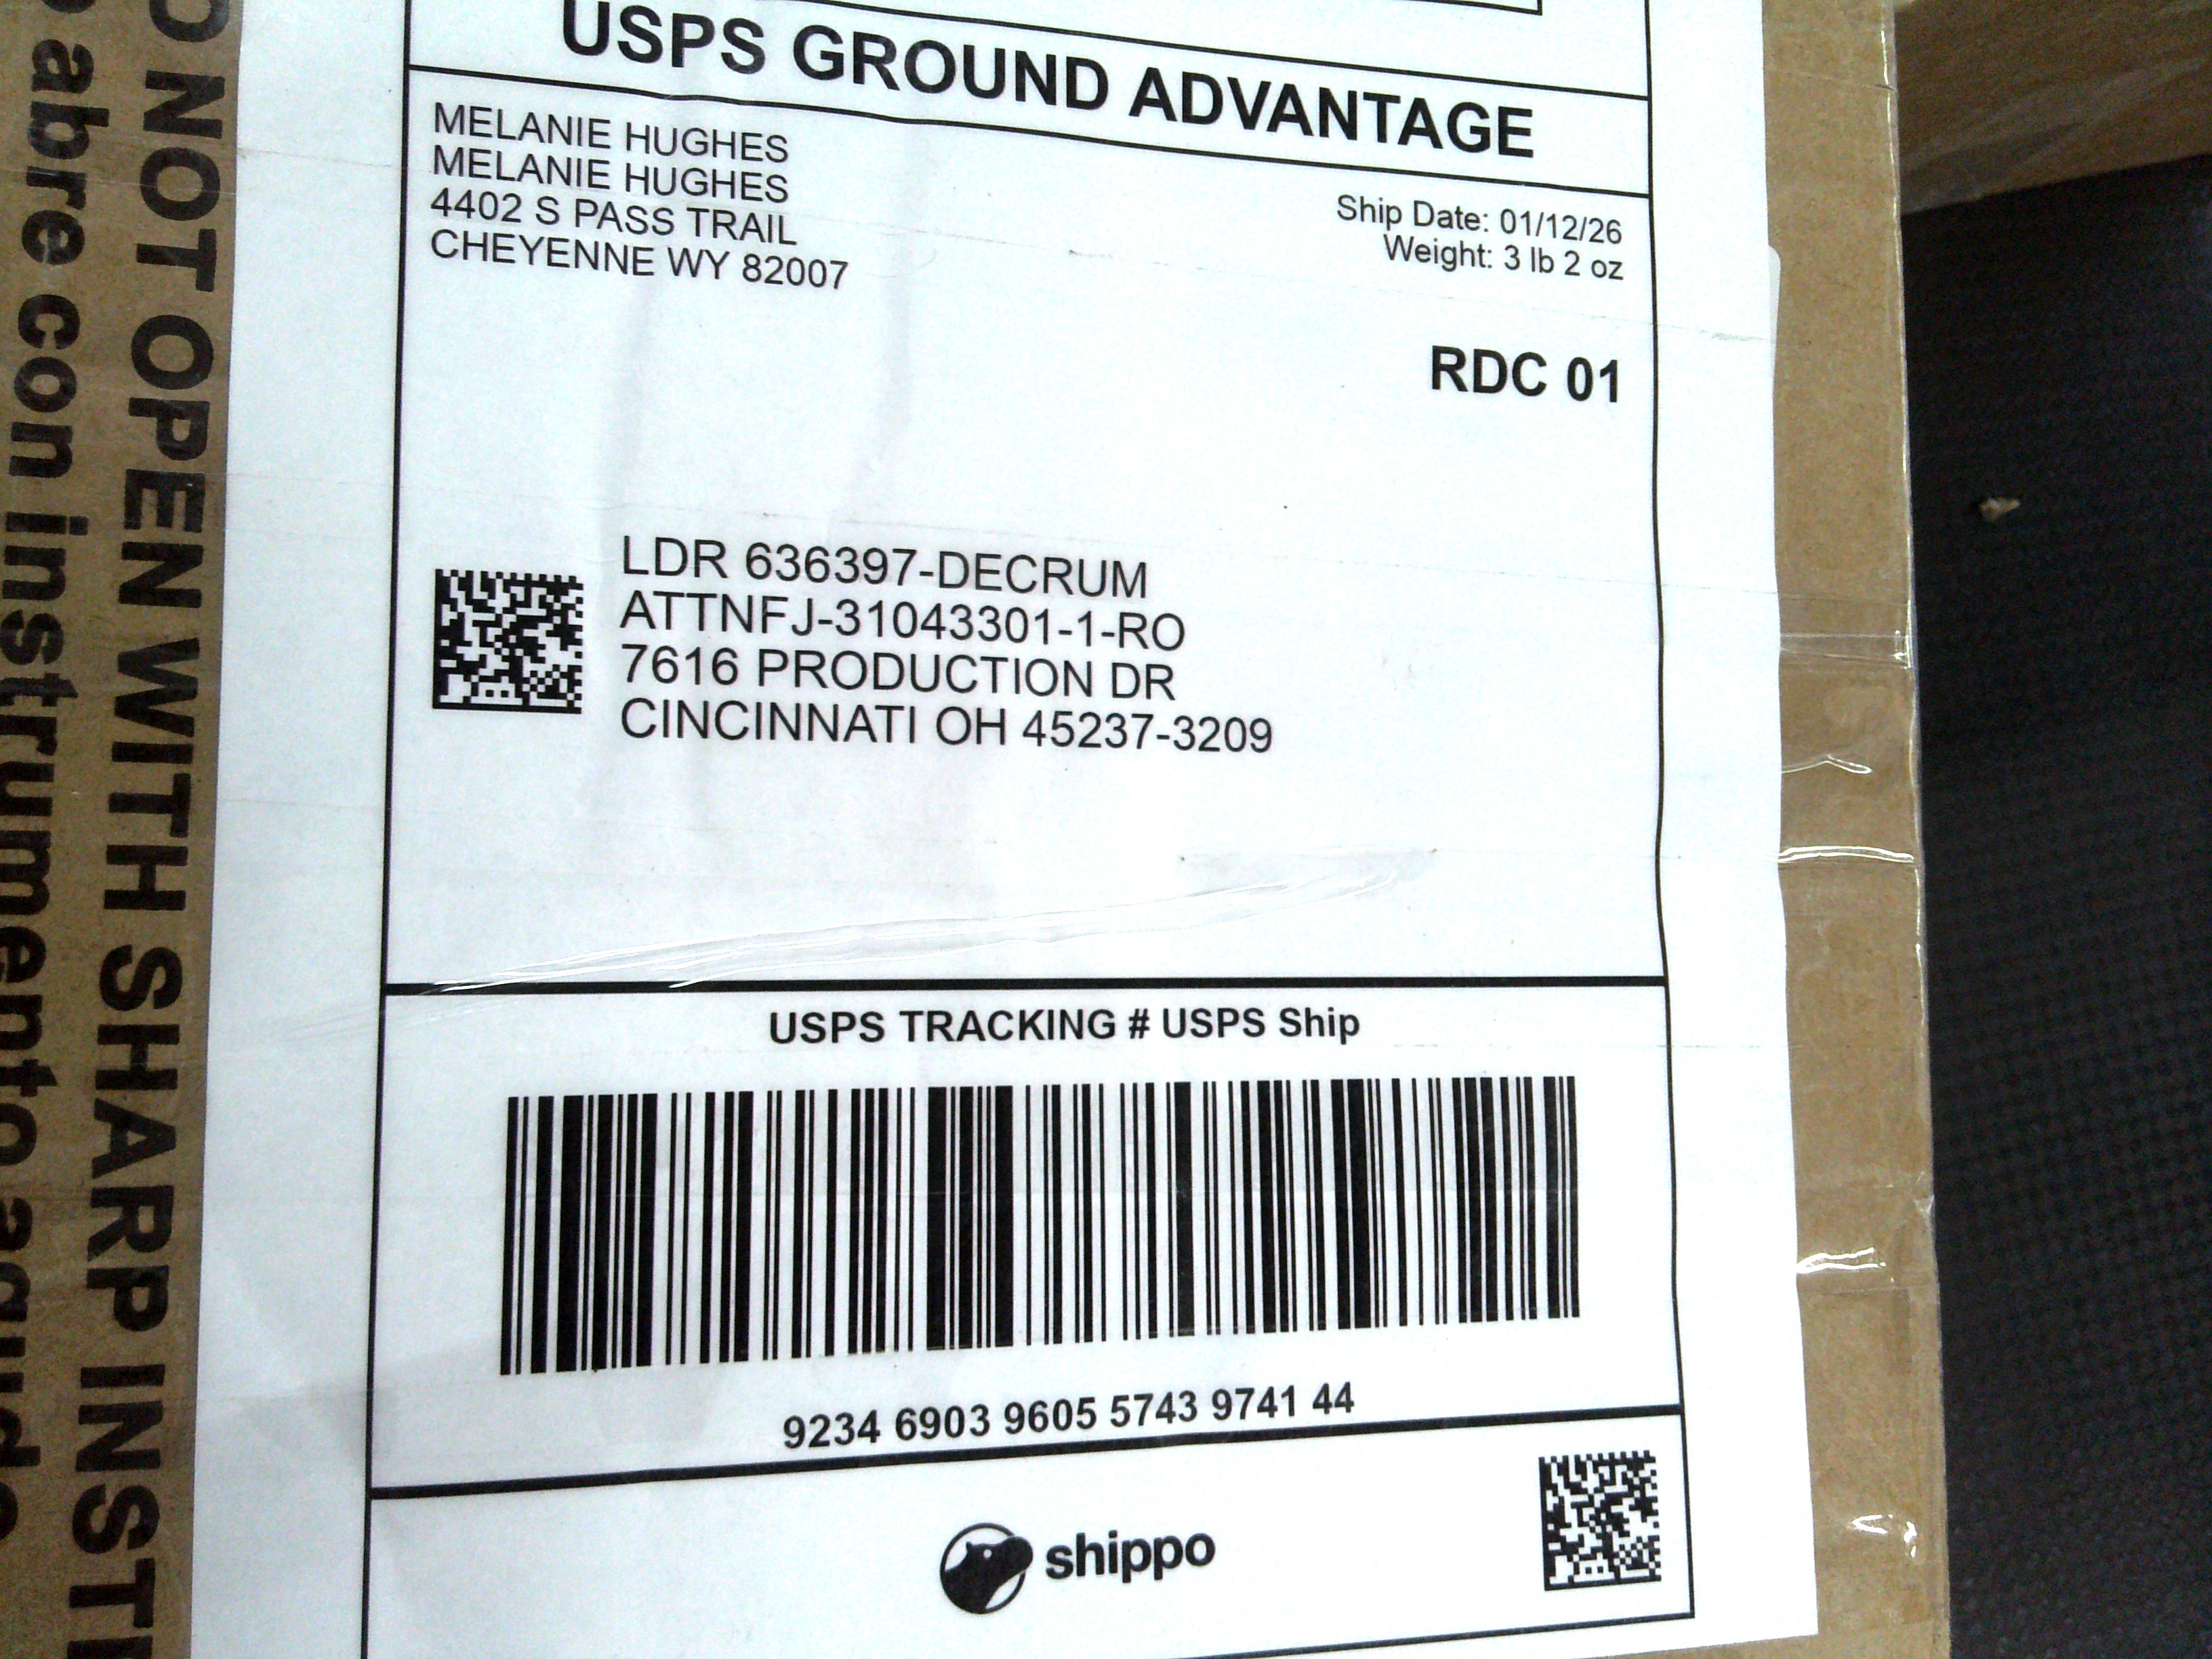 USPS GROUND ADVANTAGE
MELANIE HUGHES
MELANIE HUGHES
4402 S PASS TRAIL
CHEYENNE WY 82007
Ship Date: 01/12/26
Weight: 3 lb 2 oz
RDC 01
LDR 636397-DECRUM
ATTNFJ-31043301-1-RO
7616 PRODUCTION DR
CINCINNATI OH 45237-3209
USPS TRACKING # USPS Ship
9234 6903 9605 5743 9741 44
shippo
NOT OPEN WITH SHARP
abre con instrumento